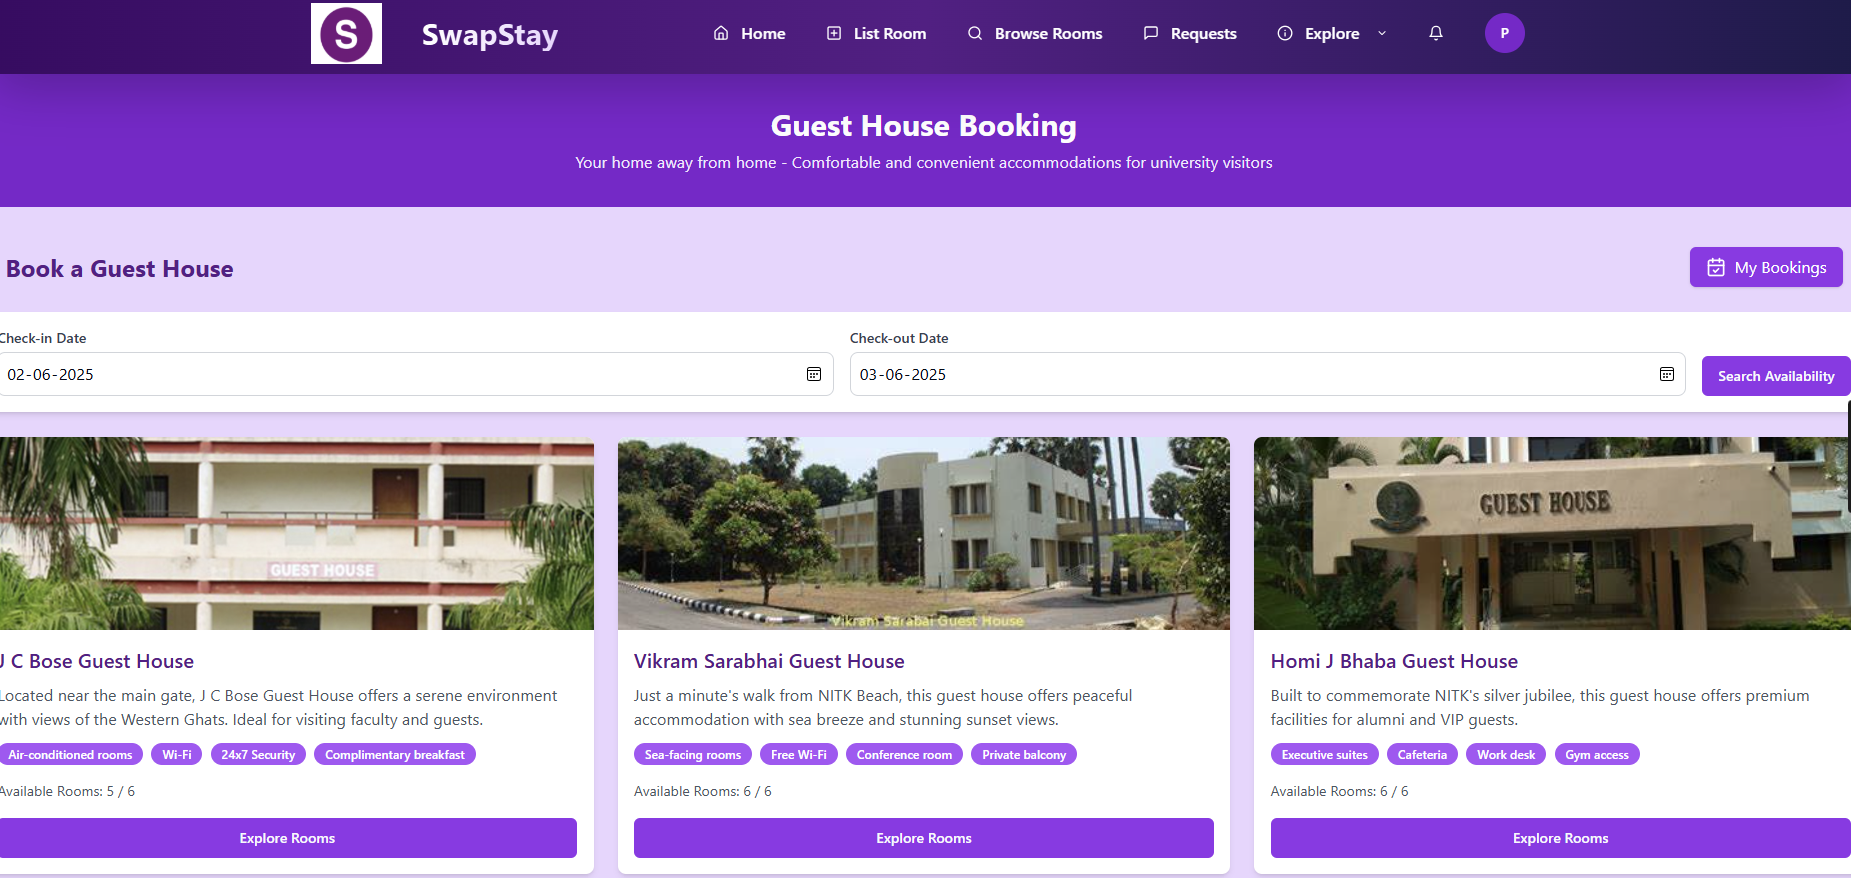 S
SwapStay
Home
List Room
Browse Rooms
Requests
Explore
P
Guest House Booking
Your home away from home - Comfortable and convenient accommodations for university visitors
Book a Guest House
My Bookings
Check-in Date
Check-out Date
02-06-2025
03-06-2025
Search Availability
GUEST HOUSE
Vikram Sarabai Guest House
GUEST HOUSE
J C Bose Guest House
Located near the main gate, J C Bose Guest House offers a serene environment
with views of the Western Ghats. Ideal for visiting faculty and guests.
Air-conditioned rooms
Wi-Fi
24x7 Security
Complimentary breakfast
Available Rooms: 5 / 6
Explore Rooms
Vikram Sarabhai Guest House
Just a minute's walk from NITK Beach, this guest house offers peaceful
accommodation with sea breeze and stunning sunset views.
Sea-facing rooms
Free Wi-Fi
Conference room
Private balcony
Available Rooms: 6 / 6
Explore Rooms
Homi J Bhaba Guest House
Built to commemorate NITK's silver jubilee, this guest house offers premium
facilities for alumni and VIP guests.
Executive suites
Cafeteria
Work desk
Gym access
Available Rooms: 6 / 6
Explore Rooms